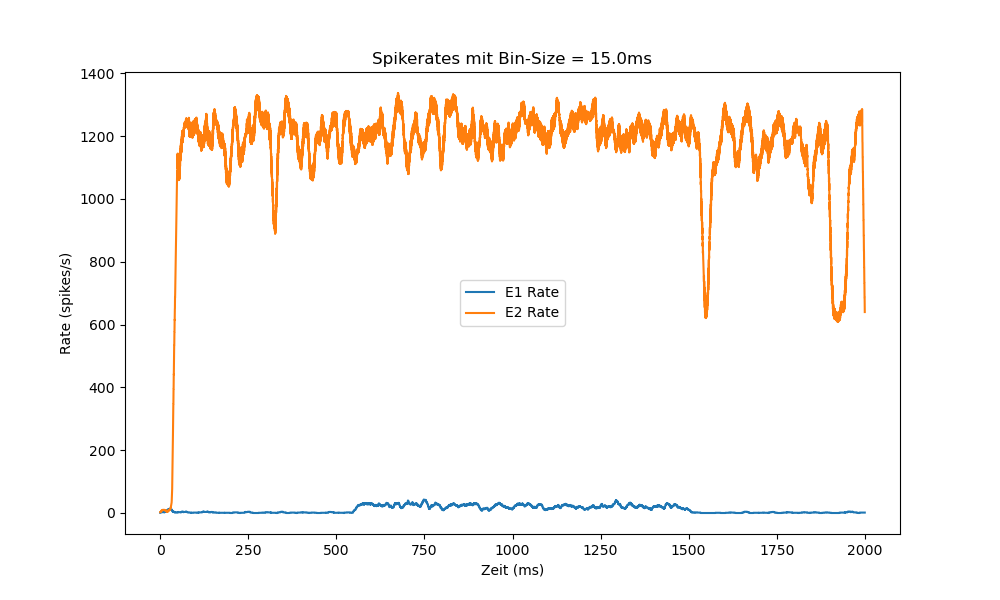 Spikerates mit Bin-Size = 15.0ms
1400
1200
1000
800
600
400
200
0
Rate (spikes/s)
E1 Rate
E2 Rate
0 250 500 750 1000 1250 1500 1750 2000
Zeit (ms)